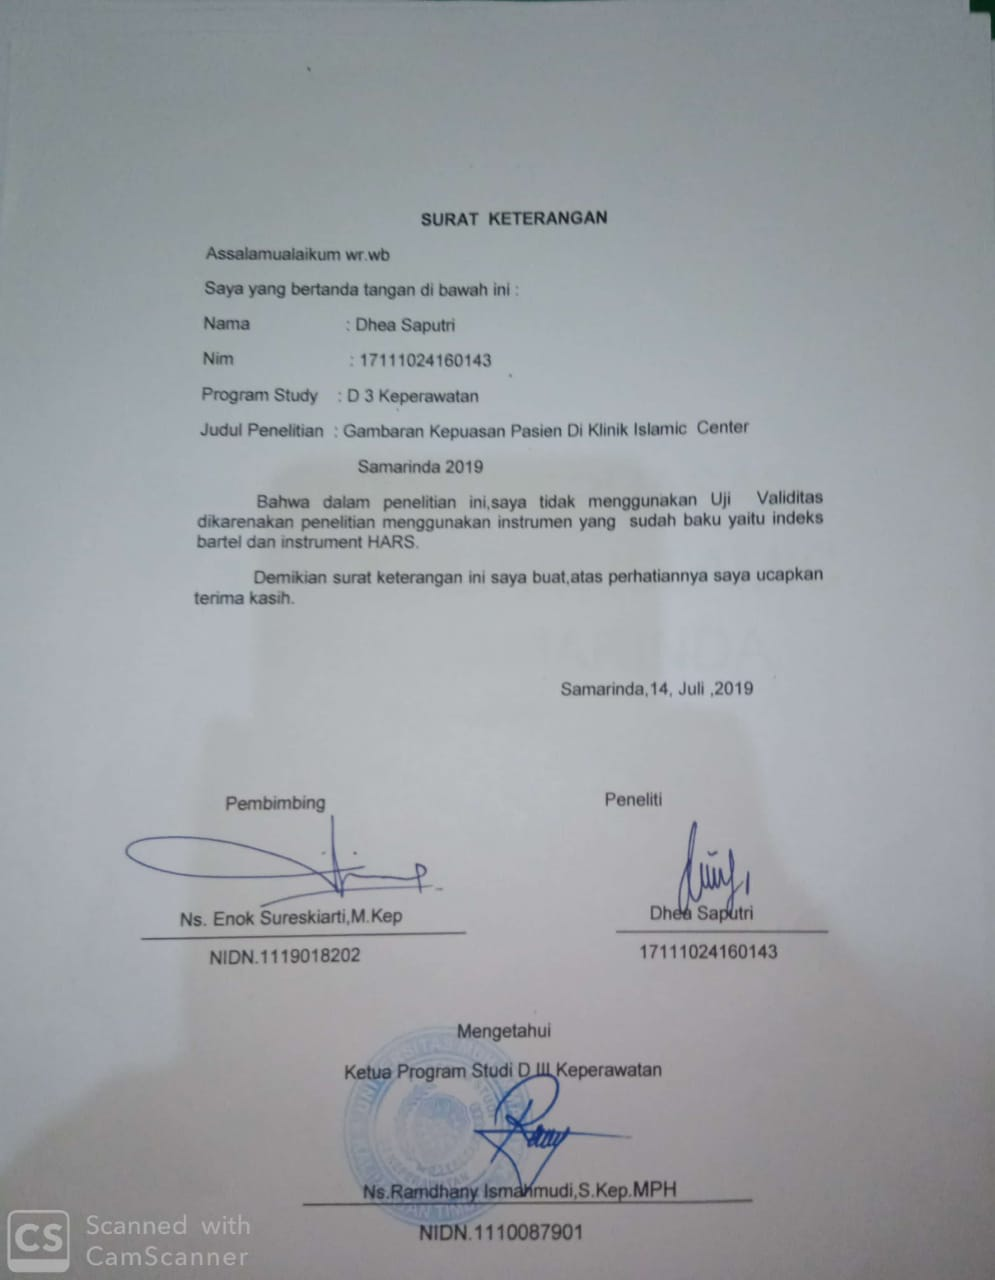 SURAT KETERANGAN
Assalamualaikum wr.wb
Saya yang bertanda tangan di bawah ini :
Nama : Dhea Saputri
Nim : 17111024160143
Program Study : D 3 Keperawatan
Judul Penelitian : Gambaran Kepuasan Pasien Di Klinik Islamic Center
Samarinda 2019
Bahwa dalam penelitian ini,saya tidak menggunakan Uji Validitas
dikarenakan penelitian menggunakan instrumen yang sudah baku yaitu indeks
bartel dan instrument HARS.
Demikian surat keterangan ini saya buat,atas perhatiannya saya ucapkan
terima kasih.
Samarinda,14, Juli ,2019
Pembimbing
Peneliti
Ns. Enok Sureskiarti,M.Kep
Dhea Saputri
NIDN.1119018202
17111024160143
Mengetahui
Ketua Program Studi D III Keperawatan
Ns.Ramdhany Ismahmudi,S.Kep.MPH
NIDN.1110087901
CS Scanned with
CamScanner